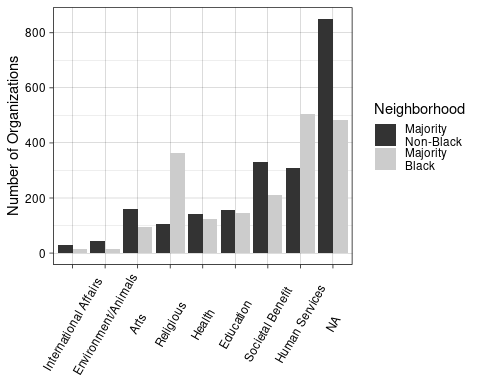 Number of Organizations
800
600
400
200
0
International Affairs
Environment/Animals
Arts
Religious
Health
Education
Societal Benefit
Human Services
NA
Neighborhood
Majority
Non-Black
Majority
Black